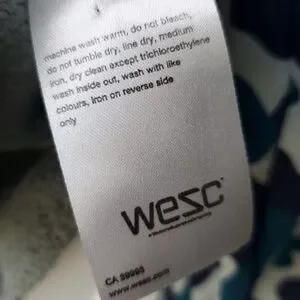 machine wash warm, do not bleach,
do not tumble dry, line dry, medium
iron, dry clean except trichloroethylene
wash inside out, wash with like
colours, iron on reverse side
only
wesc
CA 39993
www.wesc.com